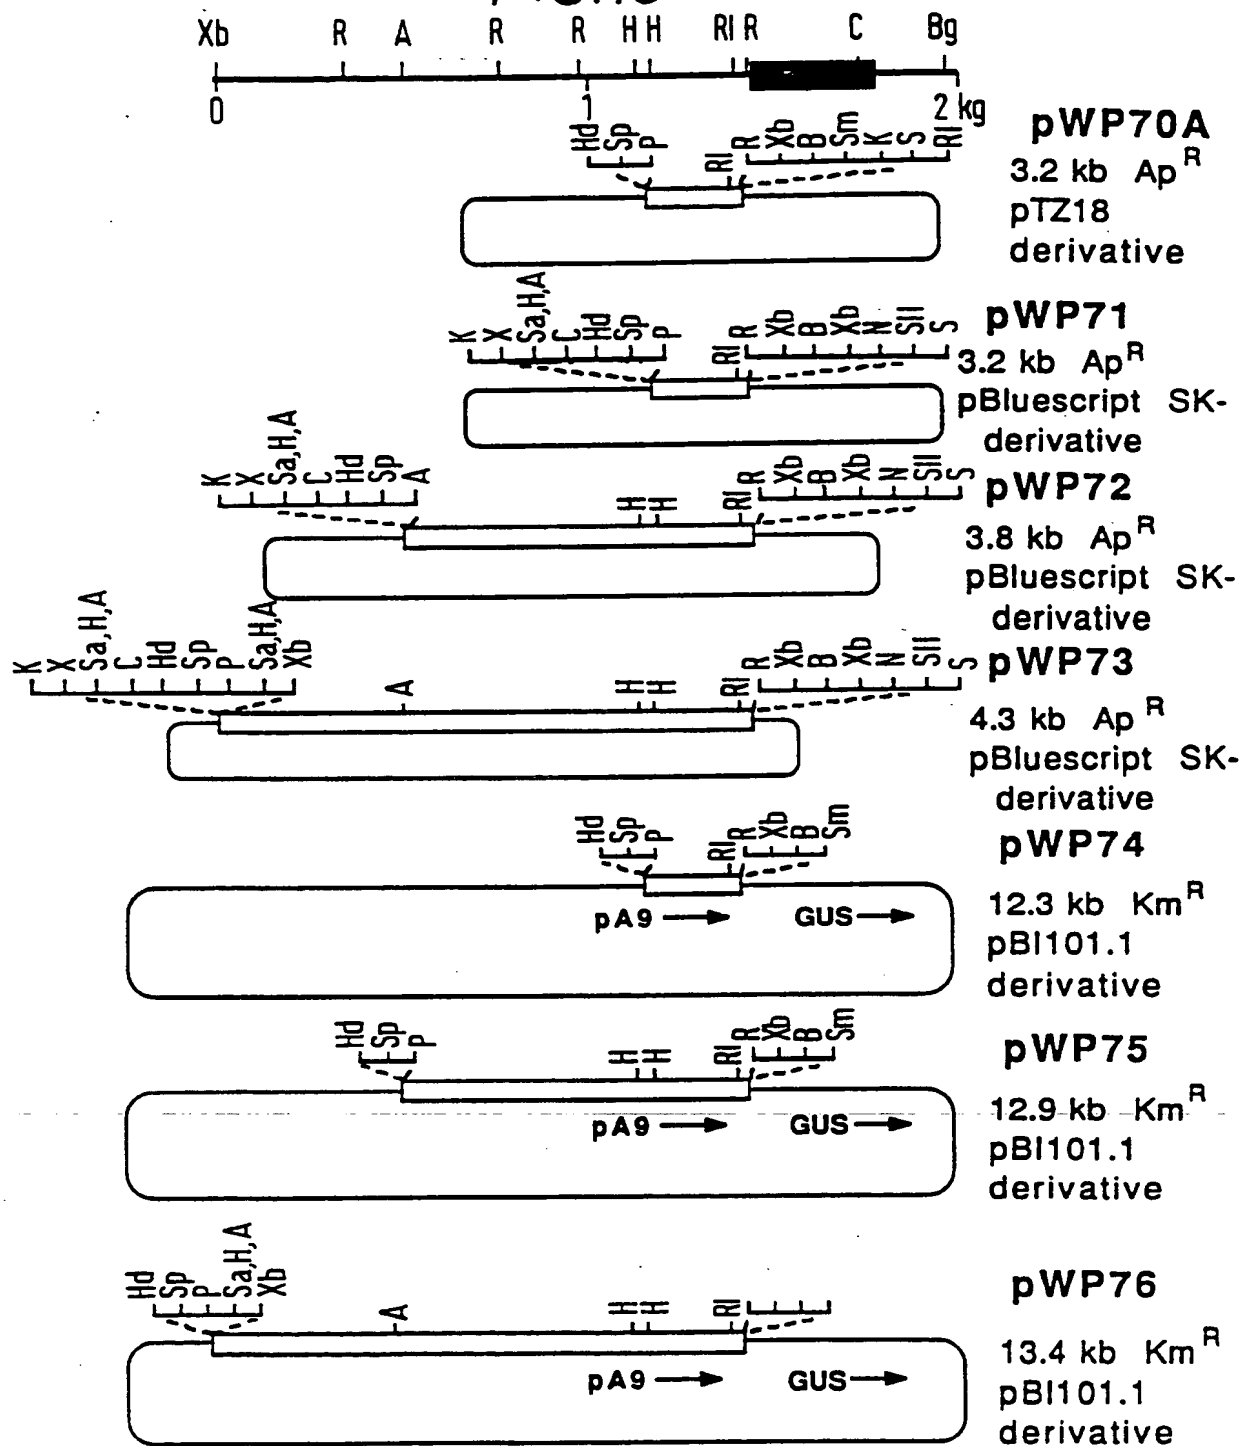 Xb R A R R H H RI R C Bg
0 1 2 kg
pWP70A
Hd Sp P RI R Xb B Sm K S RI
3.2 kb Ap R
pTZ18
derivative
pWP71
K X Sa,H,A C Hd Sp P RI R Xb B Xb N SII S
3.2 kb Ap R
pBluescript SK-
derivative
pWP72
K X Sa,H,A C Hd Sp A H H RI R Xb B Xb N SII S
3.8 kb Ap R
pBluescript SK-
derivative
pWP73
K X Sa,H,A C Hd Sp P Sa,H,A Xb A H H RI R Xb B Xb N SII S
4.3 kb Ap R
pBluescript SK-
derivative
pWP74
Hd Sp P RI R Xb B Sm
12.3 kb Km R
pA9 GUS
pBI101.1
derivative
pWP75
Hd Sp P H H RI R Xb B Sm
12.9 kb Km R
pA9 GUS
pBI101.1
derivative
pWP76
Hd Sp P Sa,H,A Xb A H H RI
13.4 kb Km R
pA9 GUS
pBI101.1
derivative